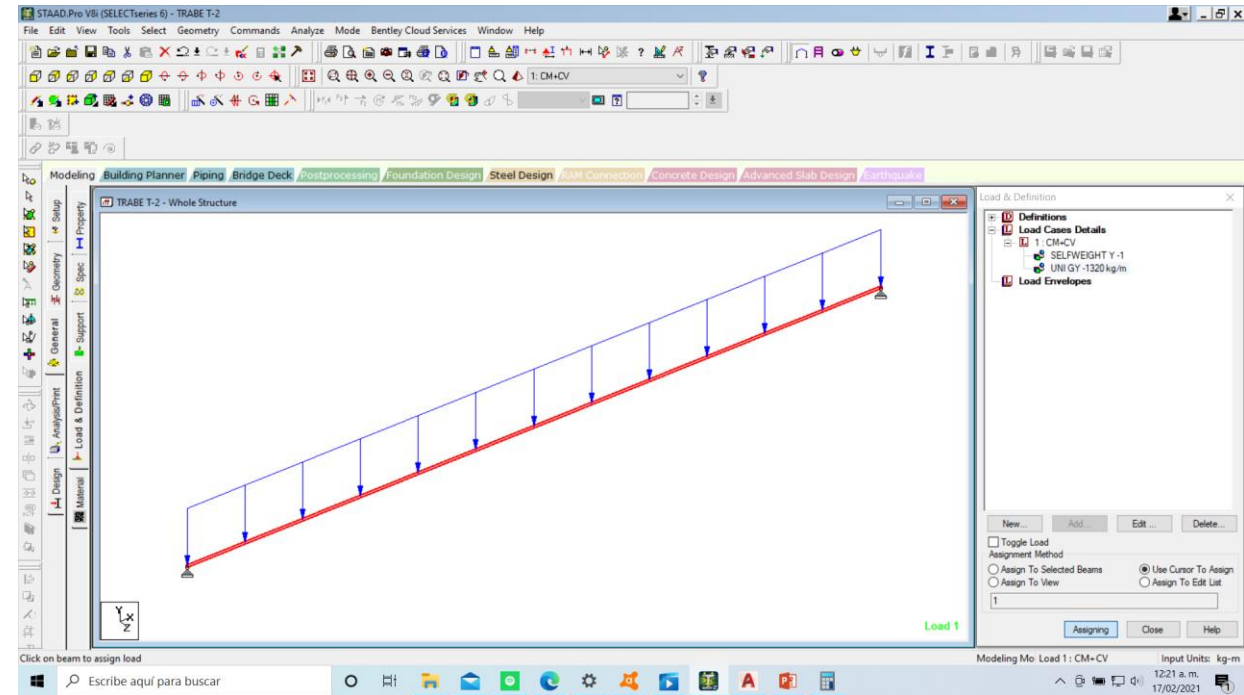 STAAD.Pro V8i (SELECTseries 6) - TRABE T-2
File Edit View Tools Select Geometry Commands Analyze Mode Bentley Cloud Services Window Help
1: CM+CV
Modeling Building Planner Piping Bridge Deck Postprocessing Foundation Design Steel Design RAM Connection Concrete Design Advanced Slab Design Earthquake
Setup
Geometry
General
Analysis/Print
Design
Property
Spec
Support
Load & Definition
Material
TRABE T-2 - Whole Structure
Y
X
Z
Load 1
Load & Definition
Definitions
Load Cases Details
1 : CM+CV
SELFWEIGHT Y -1
UNI GY -1320 kg/m
Load Envelopes
New... Add... Edit ... Delete...
Toggle Load
Assignment Method
Assign To Selected Beams Use Cursor To Assign
Assign To View Assign To Edit List
1
Assigning Close Help
Click on beam to assign load Modeling Mo Load 1 : CM+CV Input Units: kg-m
Escribe aquí para buscar 12:21 a. m.
17/02/2021